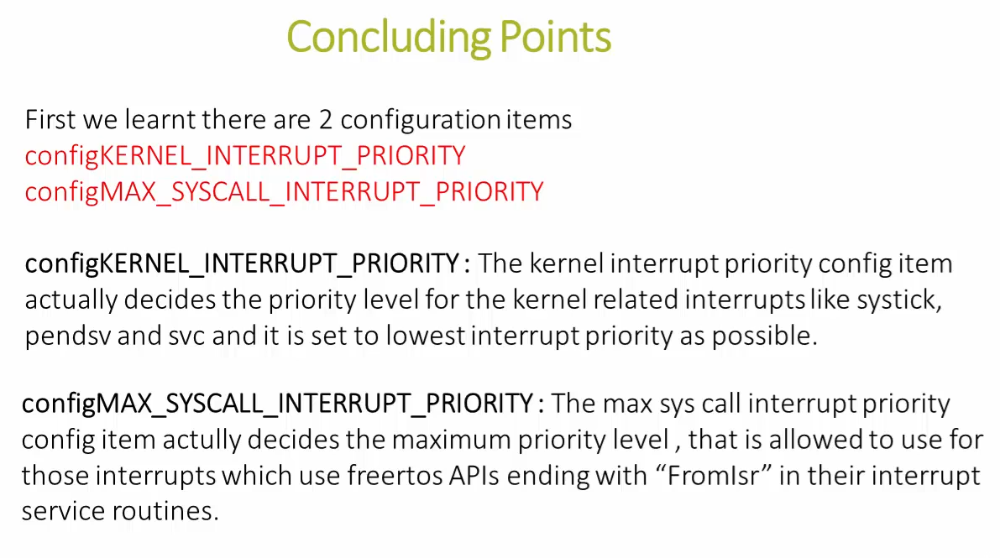 Concluding Points
First we learnt there are 2 configuration items
configKERNEL_INTERRUPT_PRIORITY
configMAX_SYSCALL_INTERRUPT_PRIORITY
configKERNEL_INTERRUPT_PRIORITY : The kernel interrupt priority config item
actually decides the priority level for the kernel related interrupts like systick,
pendsv and svc and it is set to lowest interrupt priority as possible.
configMAX_SYSCALL_INTERRUPT_PRIORITY : The max sys call interrupt priority
config item actully decides the maximum priority level , that is allowed to use for
those interrupts which use freertos APIs ending with “FromIsr” in their interrupt
service routines.